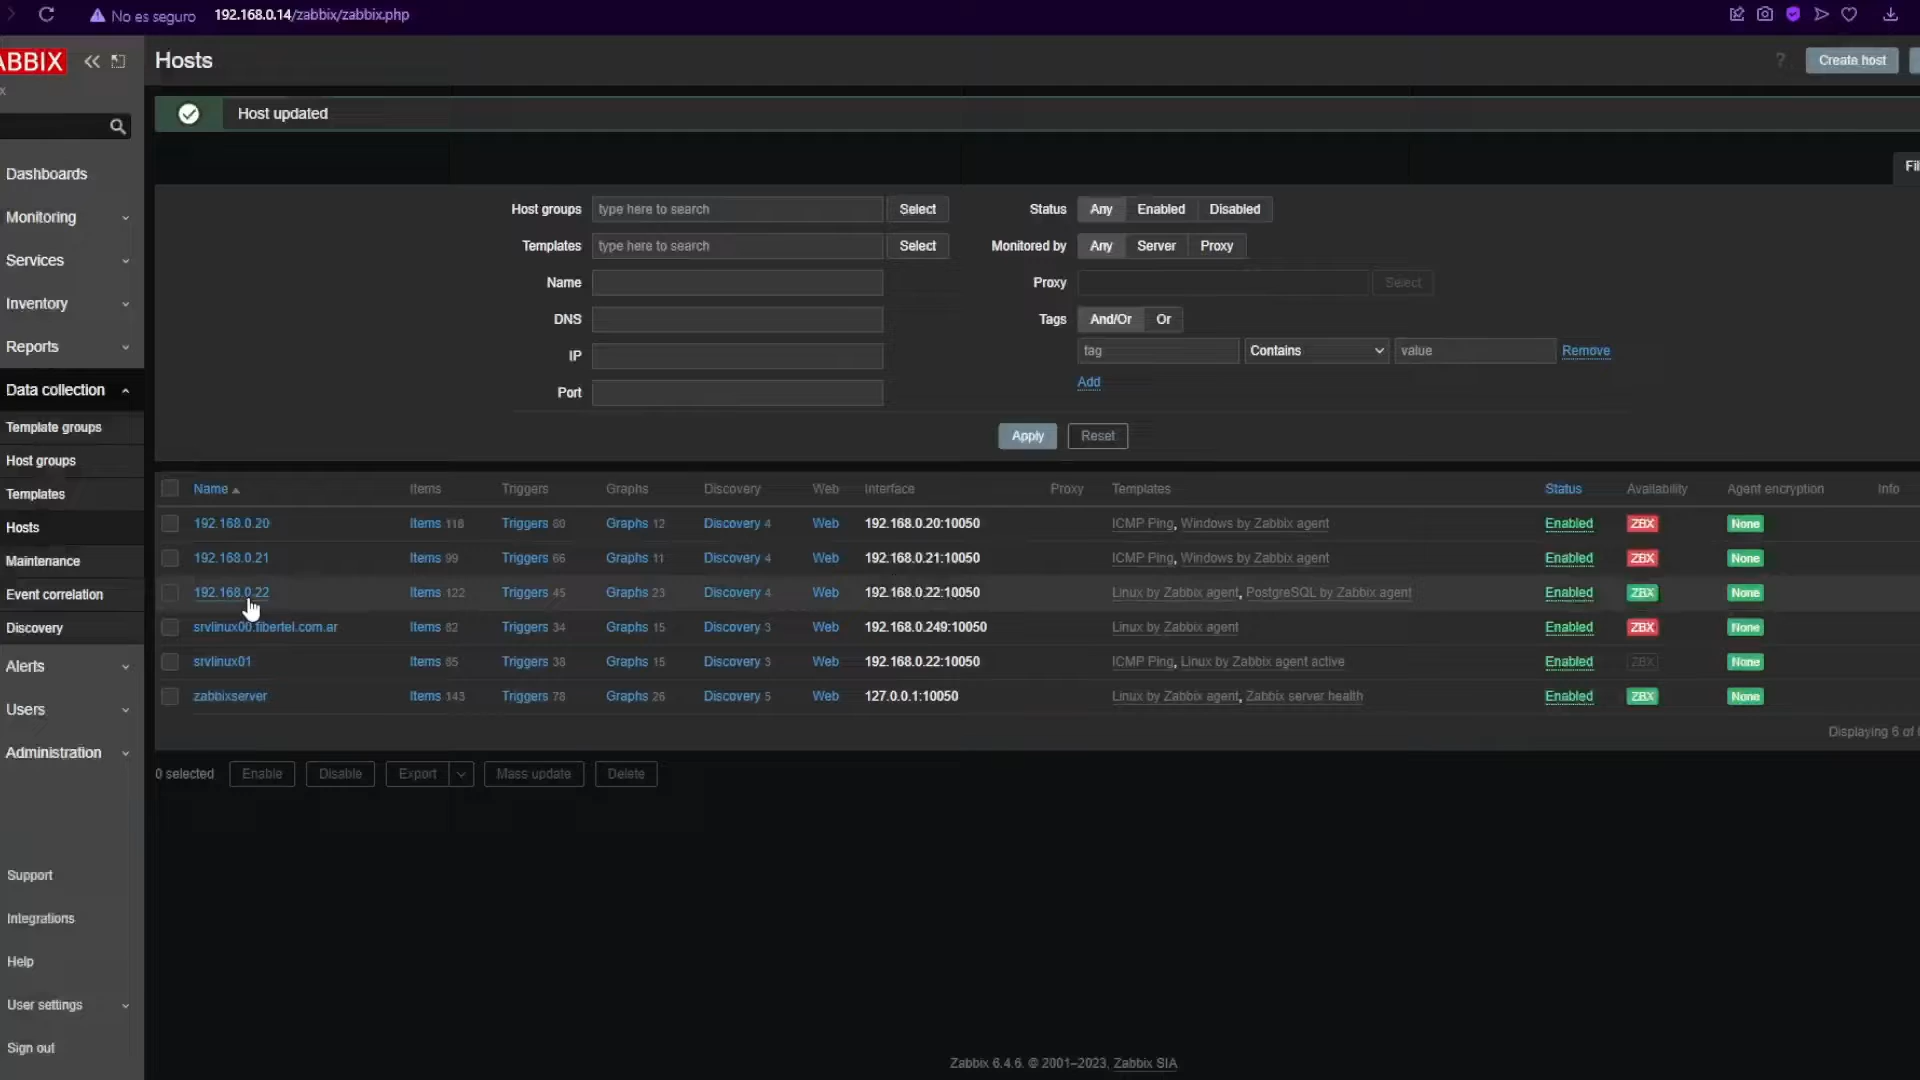 No es seguro 192.168.0.14/zabbix/zabbix.php
ABBIX
Hosts
? Create host
x
Host updated
Dashboards
Monitoring
Services
Inventory
Reports
Data collection
Template groups
Host groups
Templates
Hosts
Maintenance
Event correlation
Discovery
Alerts
Users
Administration
Support
Integrations
Help
User settings
Sign out
Fil
Host groups type here to search Select
Templates type here to search Select
Name
DNS
IP
Port
Status Any Enabled Disabled
Monitored by Any Server Proxy
Proxy Select
Tags And/Or Or
tag Contains value Remove
Add
Apply Reset
Name Items Triggers Graphs Discovery Web Interface Proxy Templates Status Availability Agent encryption Info
192.168.0.20 Items 118 Triggers 80 Graphs 12 Discovery 4 Web 192.168.0.20:10050 ICMP Ping, Windows by Zabbix agent Enabled ZBX None
192.168.0.21 Items 99 Triggers 66 Graphs 11 Discovery 4 Web 192.168.0.21:10050 ICMP Ping, Windows by Zabbix agent Enabled ZBX None
192.168.0.22 Items 122 Triggers 45 Graphs 23 Discovery 4 Web 192.168.0.22:10050 Linux by Zabbix agent, PostgreSQL by Zabbix agent Enabled ZBX None
srvlinux00.fibertel.com.ar Items 82 Triggers 34 Graphs 15 Discovery 3 Web 192.168.0.249:10050 Linux by Zabbix agent Enabled ZBX None
srvlinux01 Items 85 Triggers 38 Graphs 15 Discovery 3 Web 192.168.0.22:10050 ICMP Ping, Linux by Zabbix agent active Enabled ZBX None
zabbixserver Items 143 Triggers 78 Graphs 26 Discovery 5 Web 127.0.0.1:10050 Linux by Zabbix agent, Zabbix server health Enabled ZBX None
Displaying 6 of
0 selected Enable Disable Export Mass update Delete
Zabbix 6.4.6. © 2001–2023, Zabbix SIA